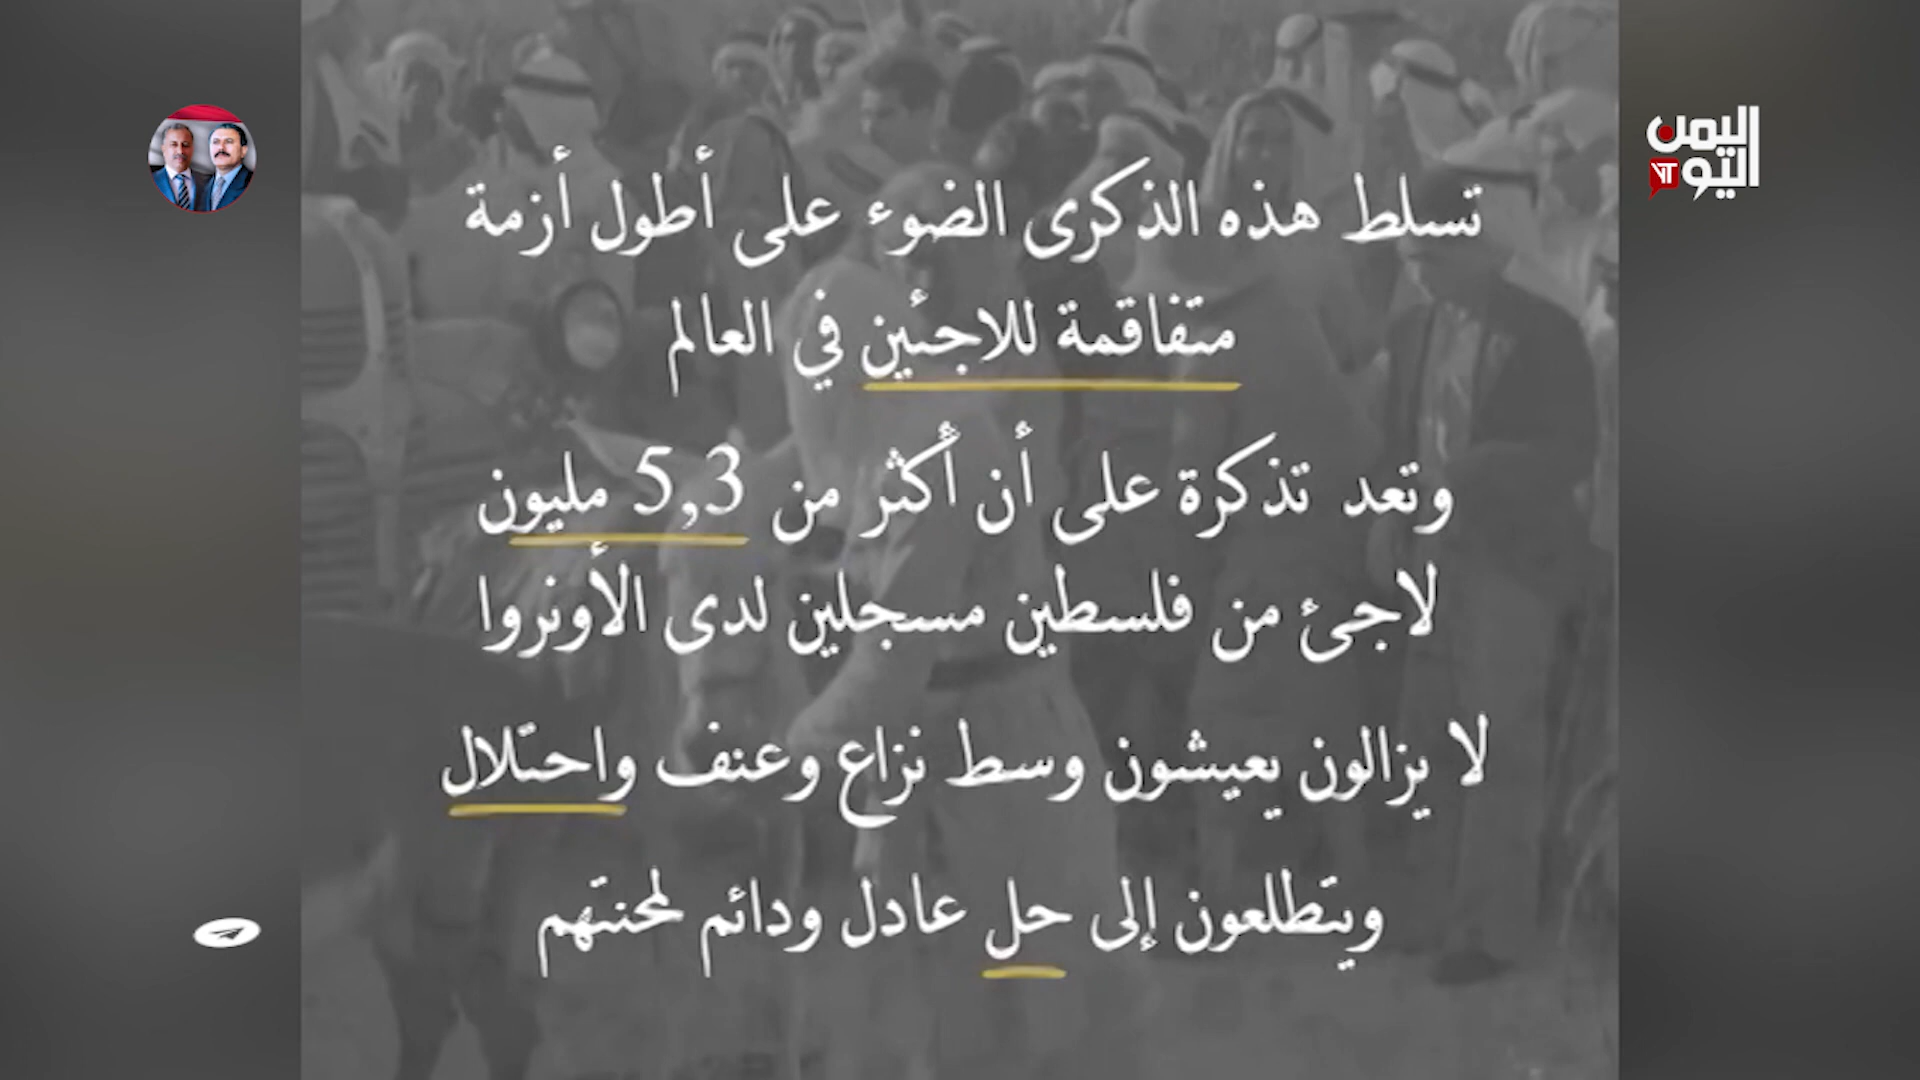 اليمن
اليوم
YT
تسلط هذه الذكرى الضوء على أطول أزمة
متفاقمة للاجئين في العالم
وتعد تذكرة على أن أكثر من 5,3 مليون
لاجئ من فلسطين مسجلين لدى الأونروا
لا يزالون يعيشون وسط نزاع وعنف واحتلال
ويتطلعون إلى حل عادل ودائم لمحنتهم